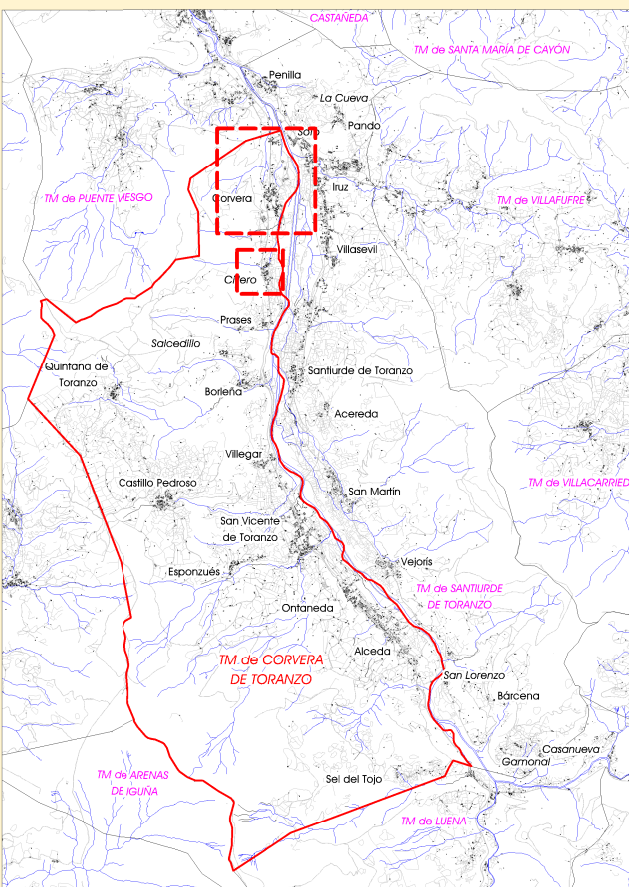 CASTAÑEDA
TM de SANTA MARÍA DE CAYÓN
Penilla
La Cueva
Pando
Soto
Iruz
TM de PUENTE VESGO
Corvera
TM de VILLAFUFRE
Villasevil
Cillero
Prases
Salcedillo
Quintana de
Toranzo
Santiurde de Toranzo
Borleña
Acereda
Villegar
Castillo Pedroso
San Martín
TM de VILLACARRIED
San Vicente
de Toranzo
Esponzués
Vejorís
TM de SANTIURDE
DE TORANZO
Ontaneda
Alceda
TM de CORVERA
DE TORANZO
San Lorenzo
Bárcena
Casanueva
Garnonal
TM de ARENAS
DE IGUÑA
Sel del Tojo
TM de LUENA